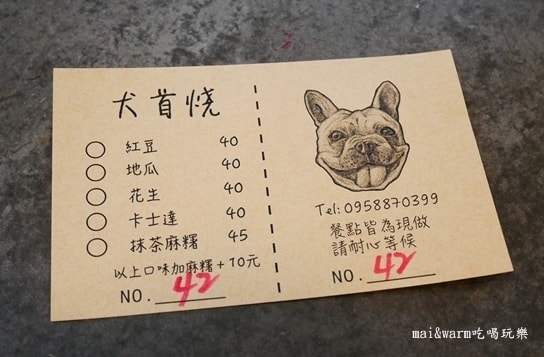 犬首燒
紅豆 40
地瓜 40
花生 40
卡士達 40
抹茶麻糬 45
以上口味加麻糬+10元
NO. 42
Tel: 0958870399
餐點皆為現做
請耐心等候
NO. 42
mai&warm吃喝玩樂